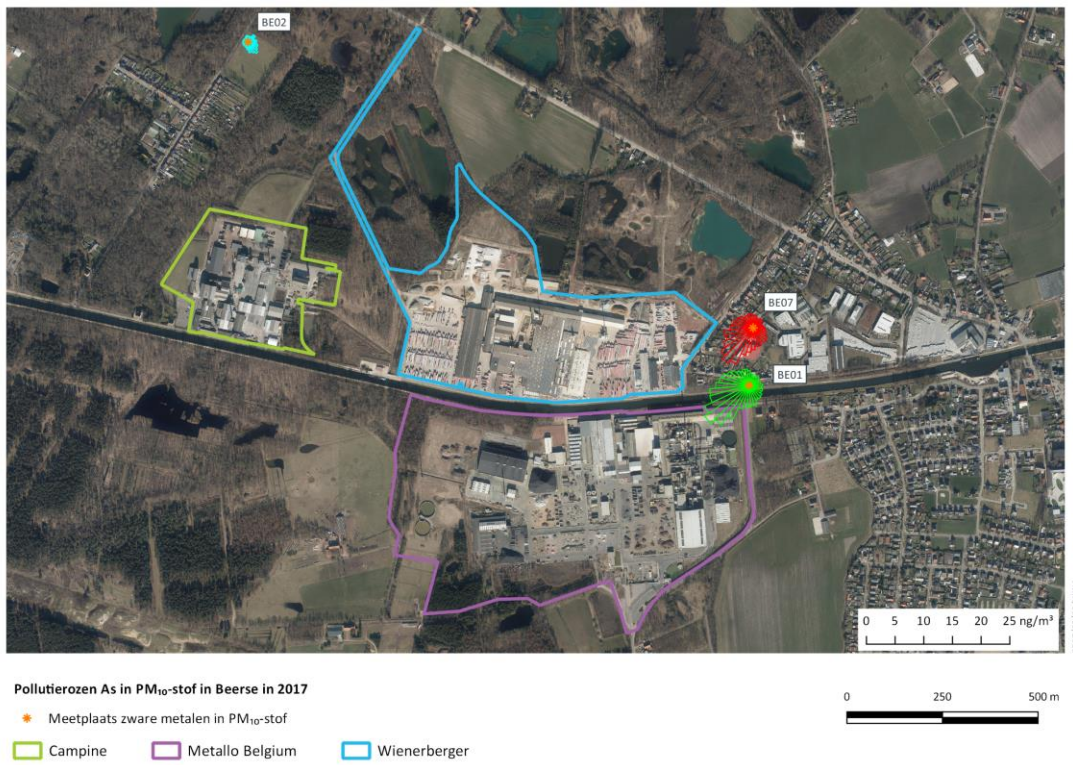 BE02
BE07
BE01
0 5 10 15 20 25 ng/m³
Pollutierozen As in PM₁₀-stof in Beerse in 2017
Meetplaats zware metalen in PM₁₀-stof
Campine
Metallo Belgium
Wienerberger
0 250 500 m